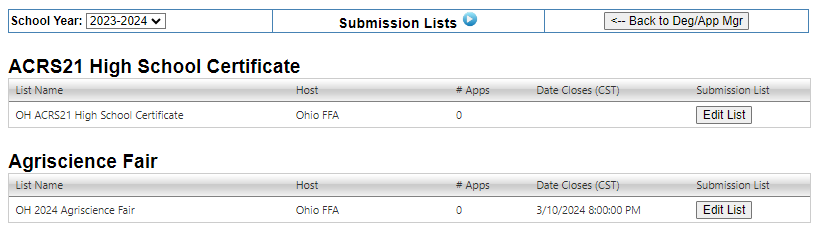 School Year: 2023-2024 Submission Lists <-- Back to Deg/App Mgr
ACRS21 High School Certificate
List Name Host # Apps Date Closes (CST) Submission List
OH ACRS21 High School Certificate Ohio FFA 0 Edit List
Agriscience Fair
List Name Host # Apps Date Closes (CST) Submission List
OH 2024 Agriscience Fair Ohio FFA 0 3/10/2024 8:00:00 PM Edit List